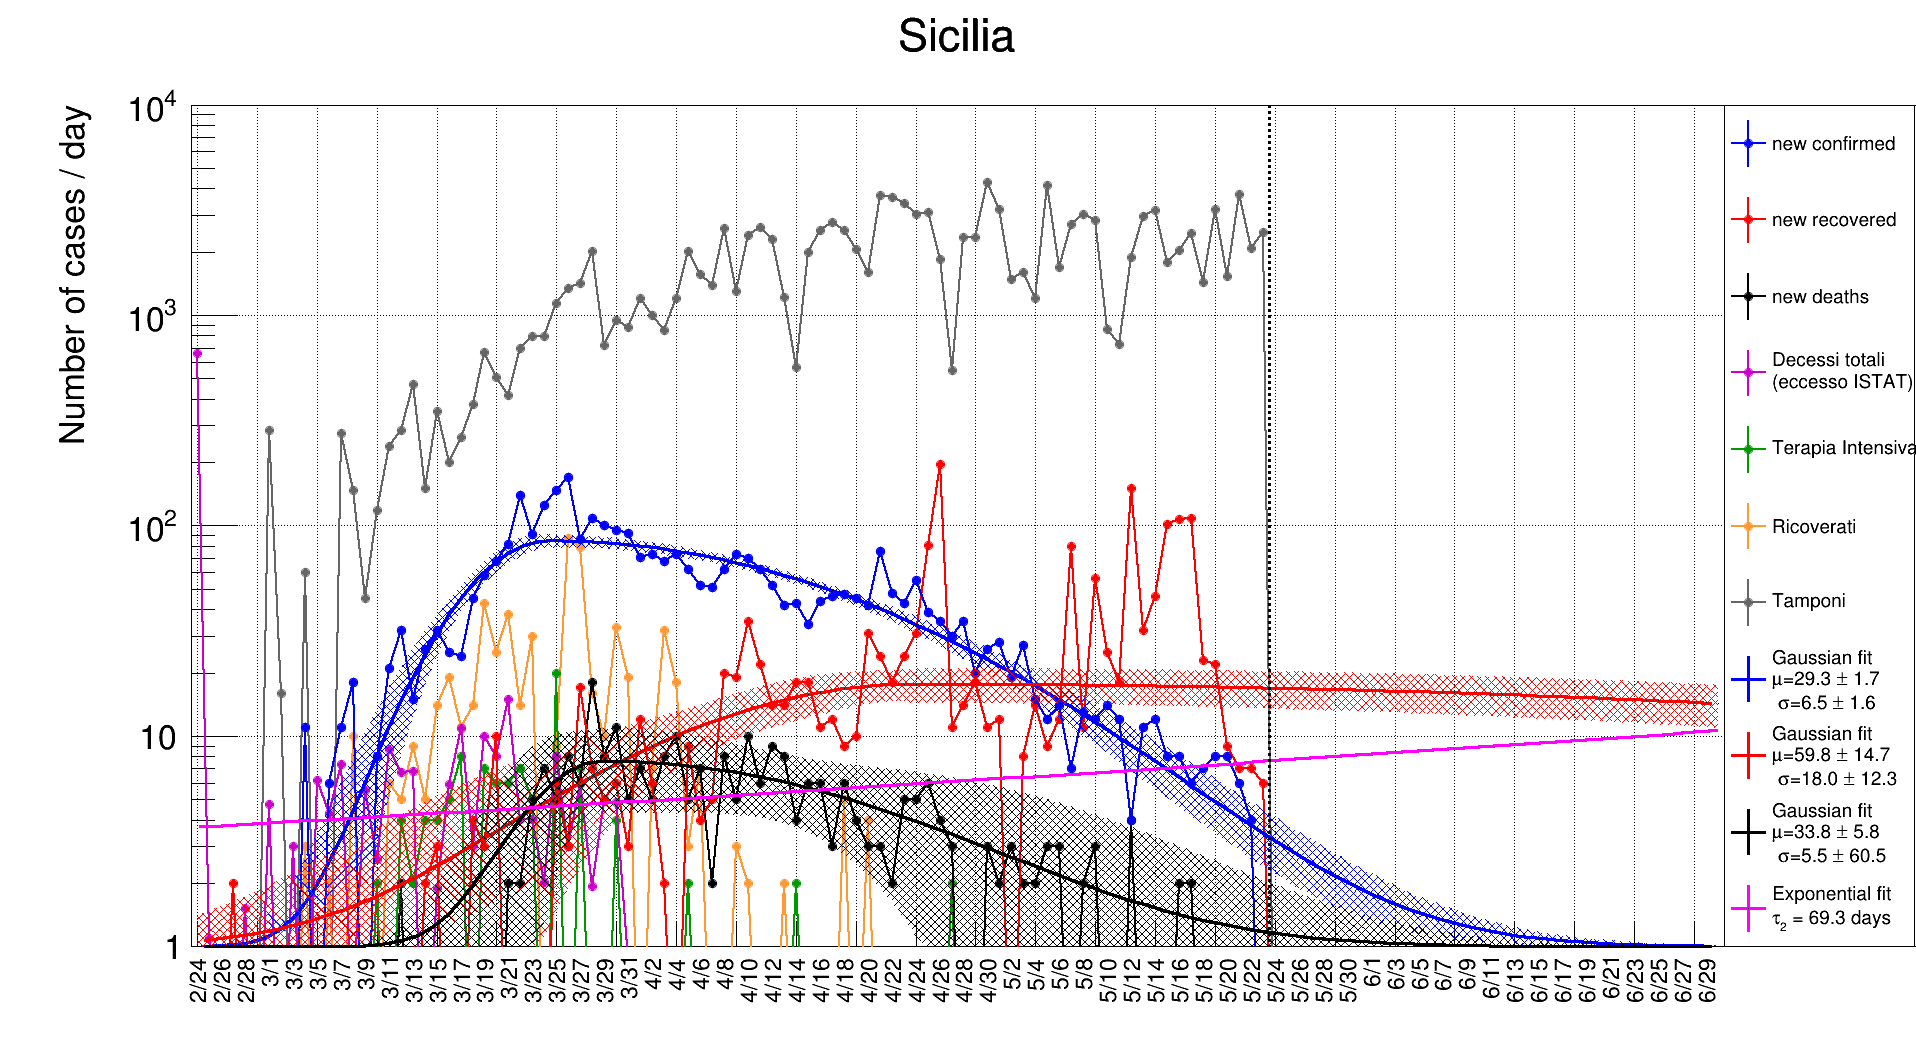 Sicilia
Number of cases / day
10^4
10^3
10^2
10
1
2/24 2/26 2/28 3/1 3/3 3/5 3/7 3/9 3/11 3/13 3/15 3/17 3/19 3/21 3/23 3/25 3/27 3/29 3/31 4/2 4/4 4/6 4/8 4/10 4/12 4/14 4/16 4/18 4/20 4/22 4/24 4/26 4/28 4/30 5/2 5/4 5/6 5/8 5/10 5/12 5/14 5/16 5/18 5/20 5/22 5/24 5/26 5/28 5/30 6/1 6/3 6/5 6/7 6/9 6/11 6/13 6/15 6/17 6/19 6/21 6/23 6/25 6/27 6/29
new confirmed
new recovered
new deaths
Decessi totali
(eccesso ISTAT)
Terapia Intensiva
Ricoverati
Tamponi
Gaussian fit
μ=29.3 ± 1.7
σ=6.5 ± 1.6
Gaussian fit
μ=59.8 ± 14.7
σ=18.0 ± 12.3
Gaussian fit
μ=33.8 ± 5.8
σ=5.5 ± 60.5
Exponential fit
τ₂ = 69.3 days